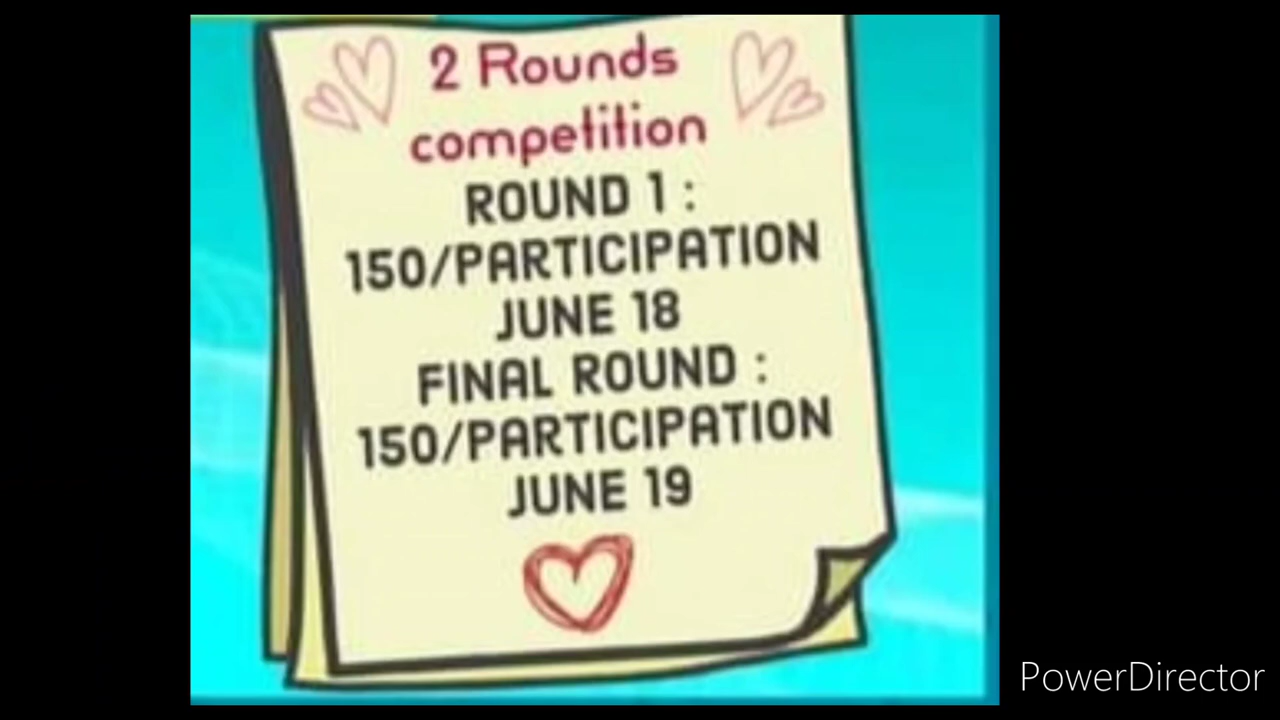 2 Rounds
competition
ROUND 1 :
150/PARTICIPATION
JUNE 18
FINAL ROUND :
150/PARTICIPATION
JUNE 19
PowerDirector